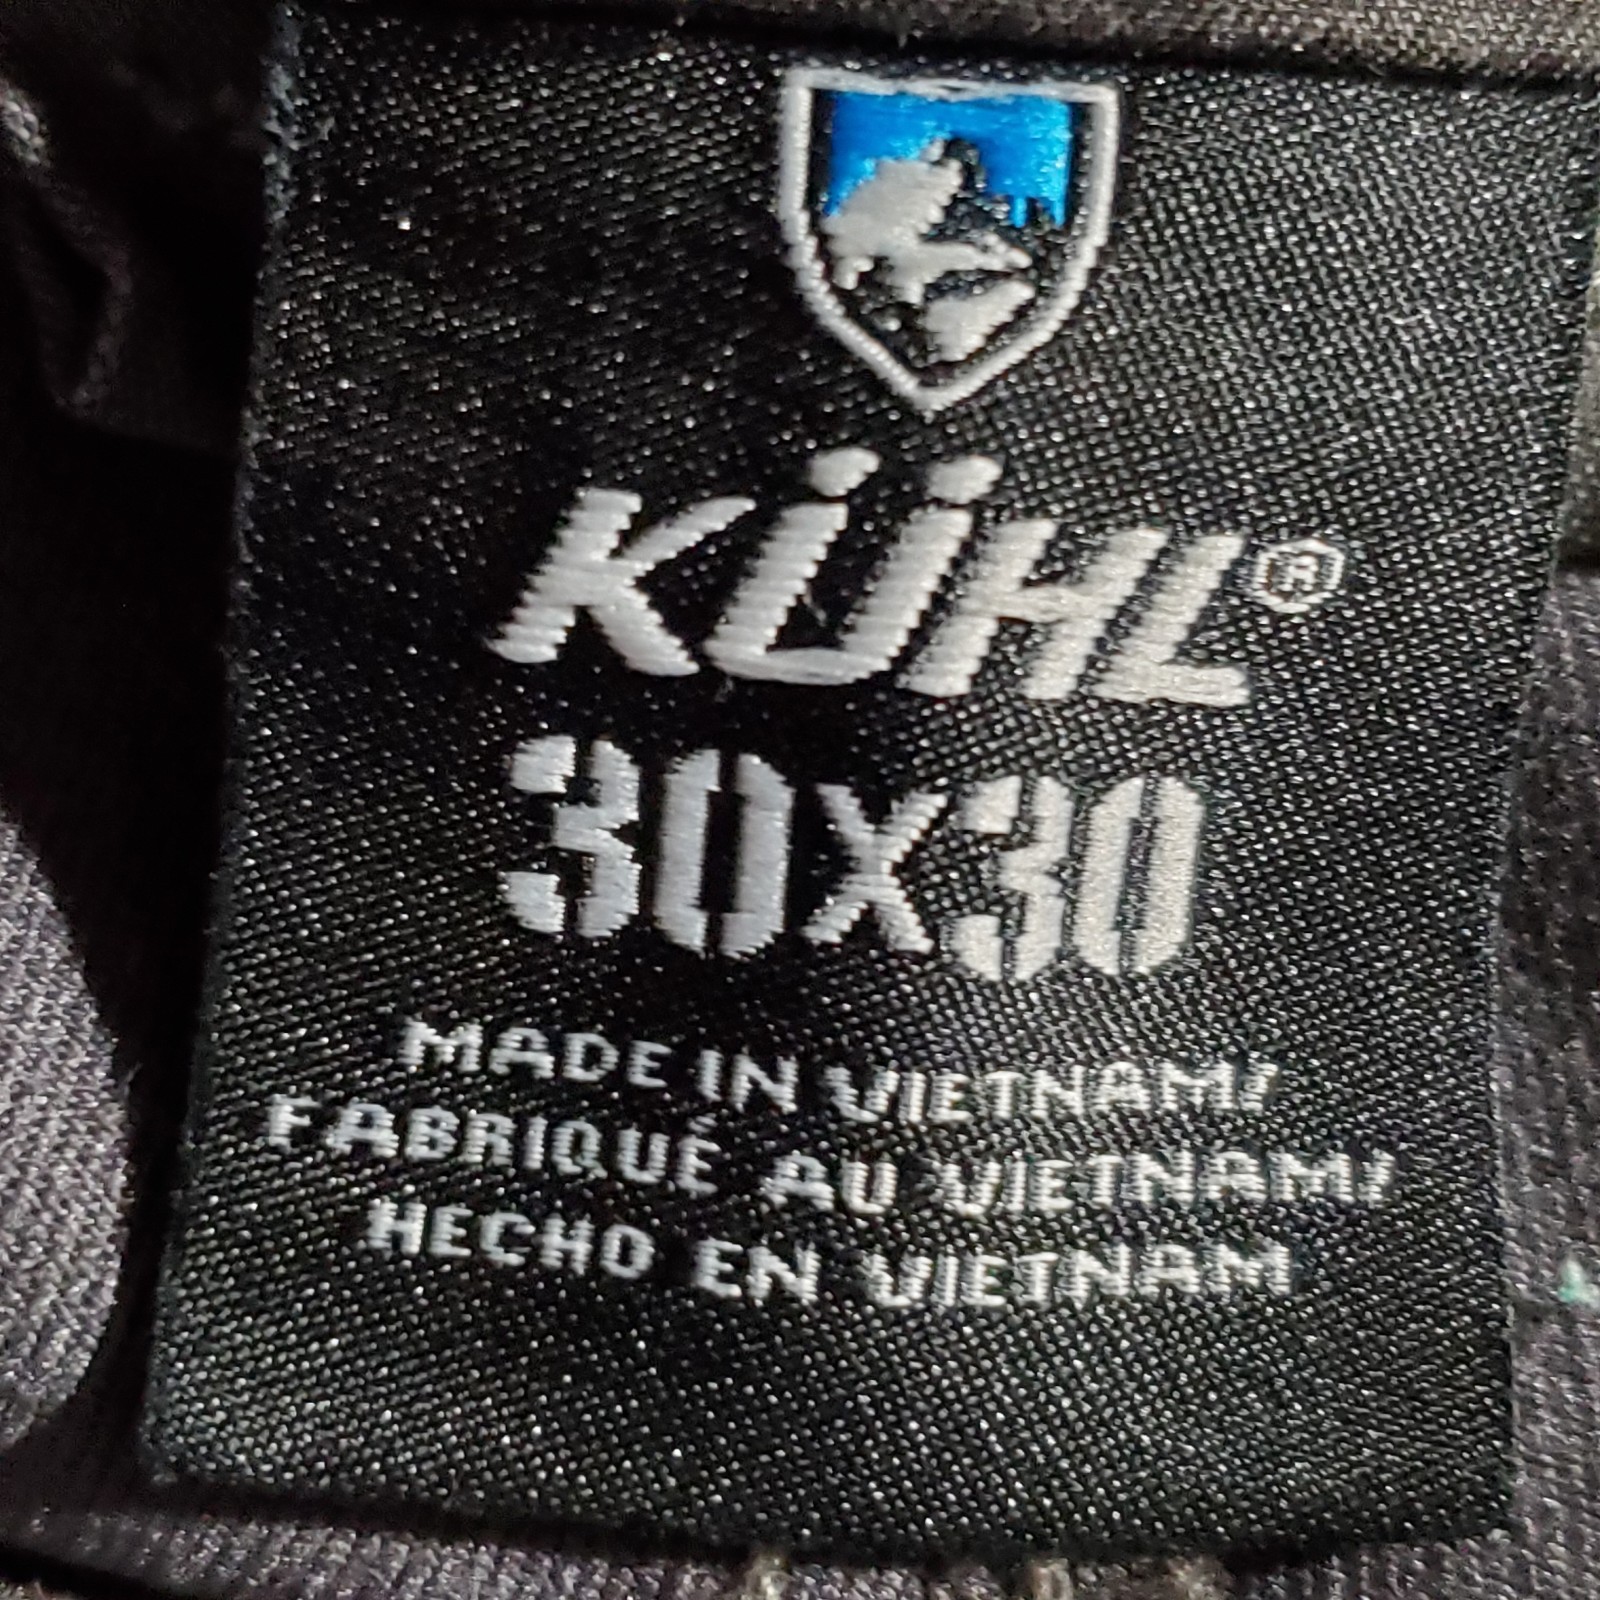 KÜHL®
30X30
MADE IN VIETNAM/
FABRIQUÉ AU VIETNAM/
HECHO EN VIETNAM